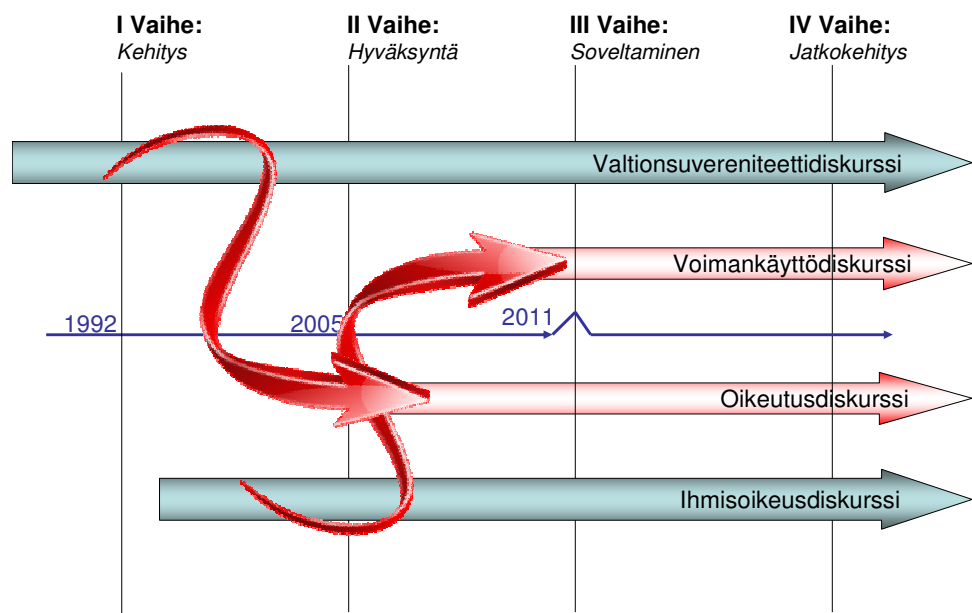 I Vaihe:
Kehitys
II Vaihe:
Hyväksyntä
III Vaihe:
Soveltaminen
IV Vaihe:
Jatkokehitys
Valtionsuvereniteettidiskurssi
Voimankäyttödiskurssi
1992
2005
2011
Oikeutusdiskurssi
Ihmisoikeusdiskurssi